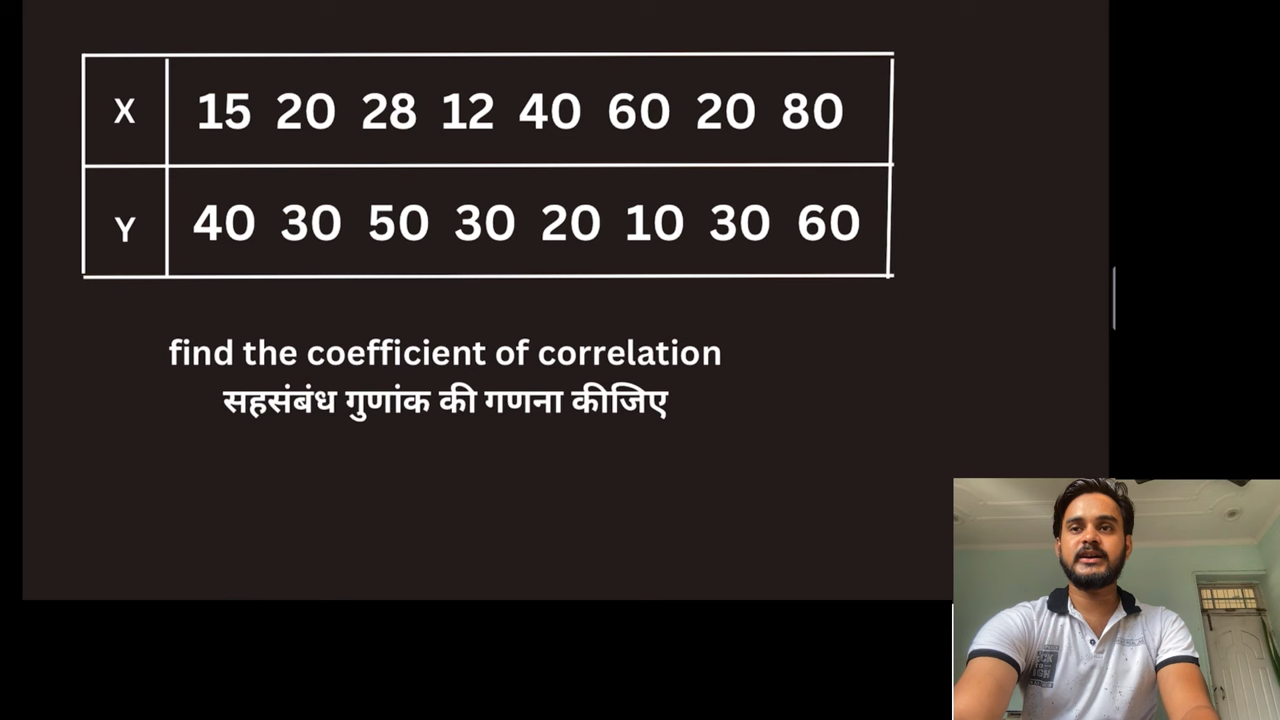 X 15 20 28 12 40 60 20 80
Y 40 30 50 30 20 10 30 60
find the coefficient of correlation
सहसंबंध गुणांक की गणना कीजिए